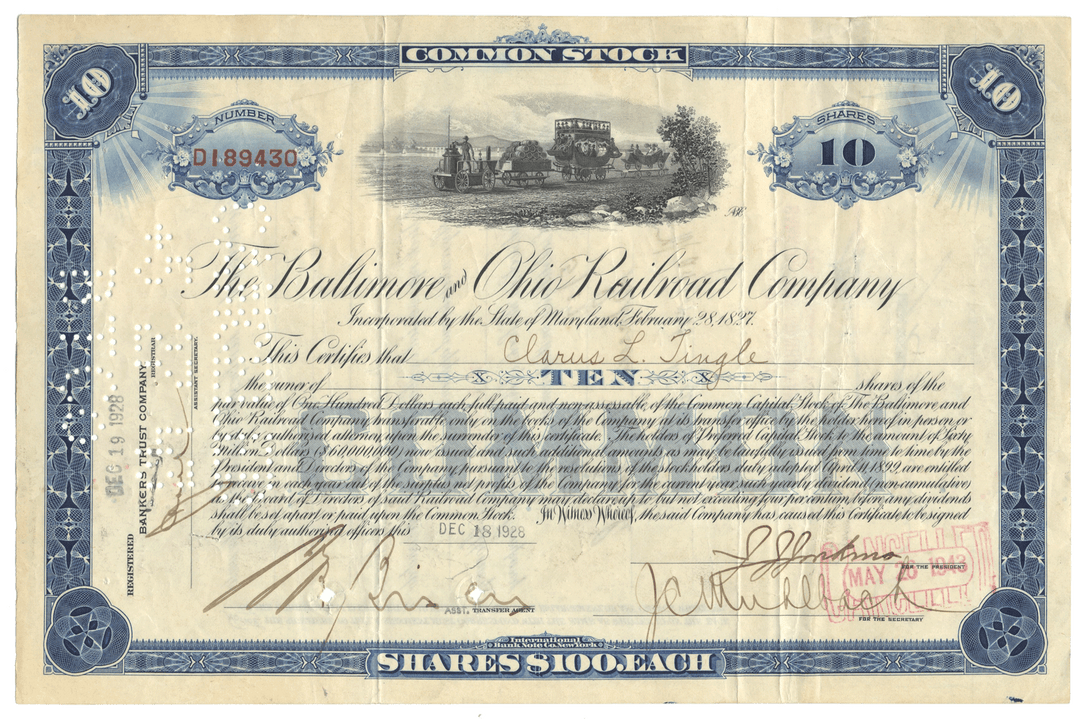 COMMON STOCK
10
10
NUMBER
D189430
SHARES
10
The Baltimore and Ohio Railroad Company
Incorporated by the State of Maryland, February 28, 1827.
This Certifies that Clarus L. Tingle
X TEN X
the owner of shares of the
par value of One Hundred Dollars each, full paid and non-assessable, of the Common Capital Stock of The Baltimore and
Ohio Railroad Company, transferable only on the books of the Company at its transfer office by the holder hereof in person or
by duly authorized attorney upon the surrender of this certificate. The holders of Preferred Capital Stock to the amount of Sixty
Million Dollars ($60,000,000) now issued and such additional amounts as may be lawfully issued from time to time by the
President and Directors of the Company pursuant to the resolutions of the stockholders duly adopted April 11, 1899, are entitled
to receive in each year out of the surplus net profits of the Company for the current year such yearly dividend (non-cumulative)
as the board of Directors of said Railroad Company may declare up to but not exceeding four per centum before any dividends
shall be set apart or paid upon the Common Stock. In Witness Whereof, the said Company has caused this Certificate to be signed
by its duly authorized officers this DEC 18 1928
COMMON
ASST. TRANSFER AGENT
FOR THE PRESIDENT
FOR THE SECRETARY
CANCELLED
MAY 20 1943
REGISTERED DEC 19 1928
BANKERS TRUST COMPANY,
REGISTRAR
ASSISTANT SECRETARY.
International
Bank Note Co. New York
SHARES $100. EACH